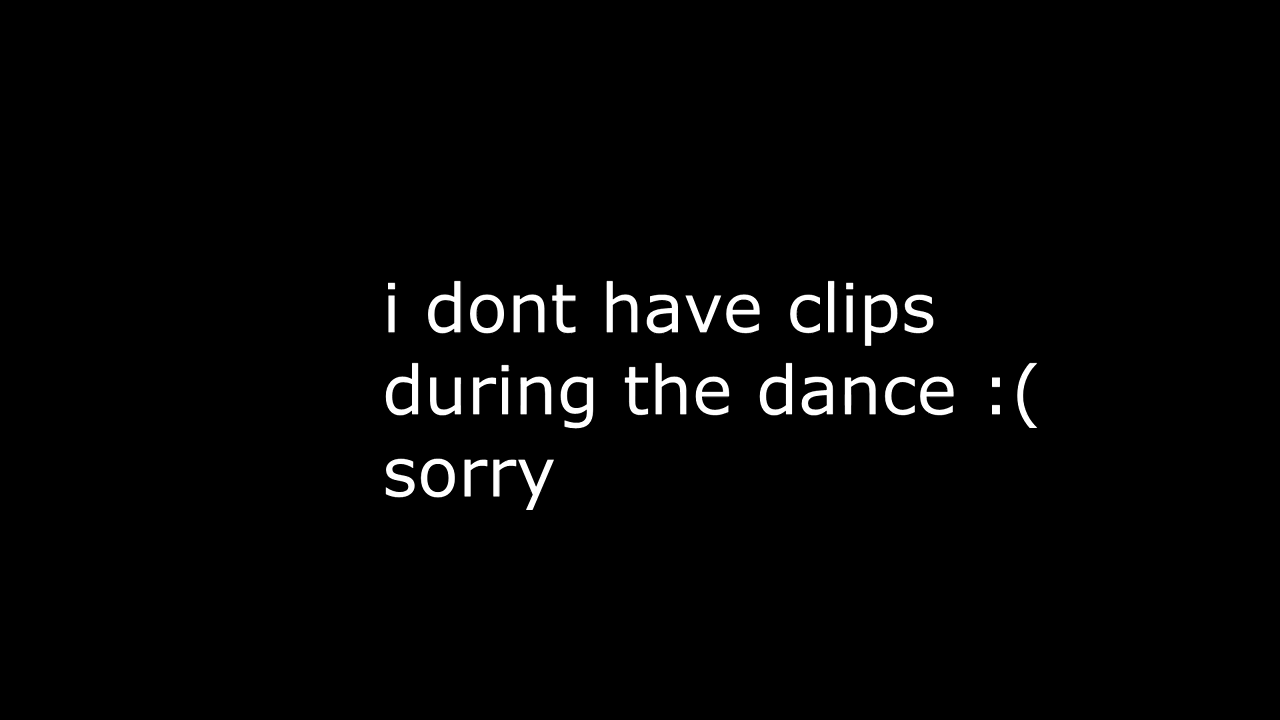 i dont have clips
during the dance :(
sorry